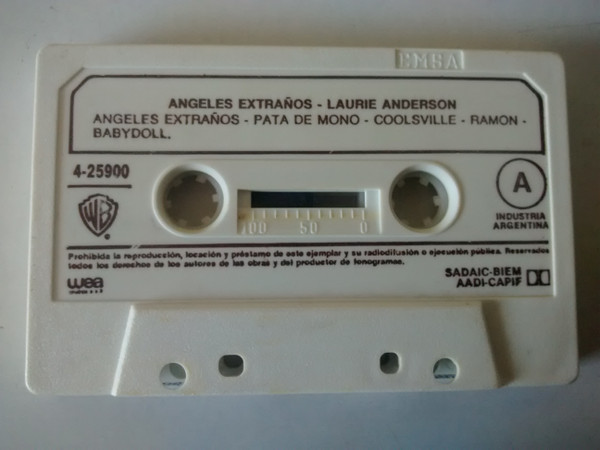 EMSA
ANGELES EXTRAÑOS - LAURIE ANDERSON
ANGELES EXTRAÑOS - PATA DE MONO - COOLSVILLE - RAMON -
BABYDOLL.
4-25900
WB
A
INDUSTRIA
ARGENTINA
100 50 0
Prohibida la reproducción, locación y préstamo de este ejemplar y su radiodifusión o ejecución pública. Reservados
todos los derechos de los autores de las obras y del productor de fonogramas.
wea
SADAIC-BIEM
AADI-CAPIF